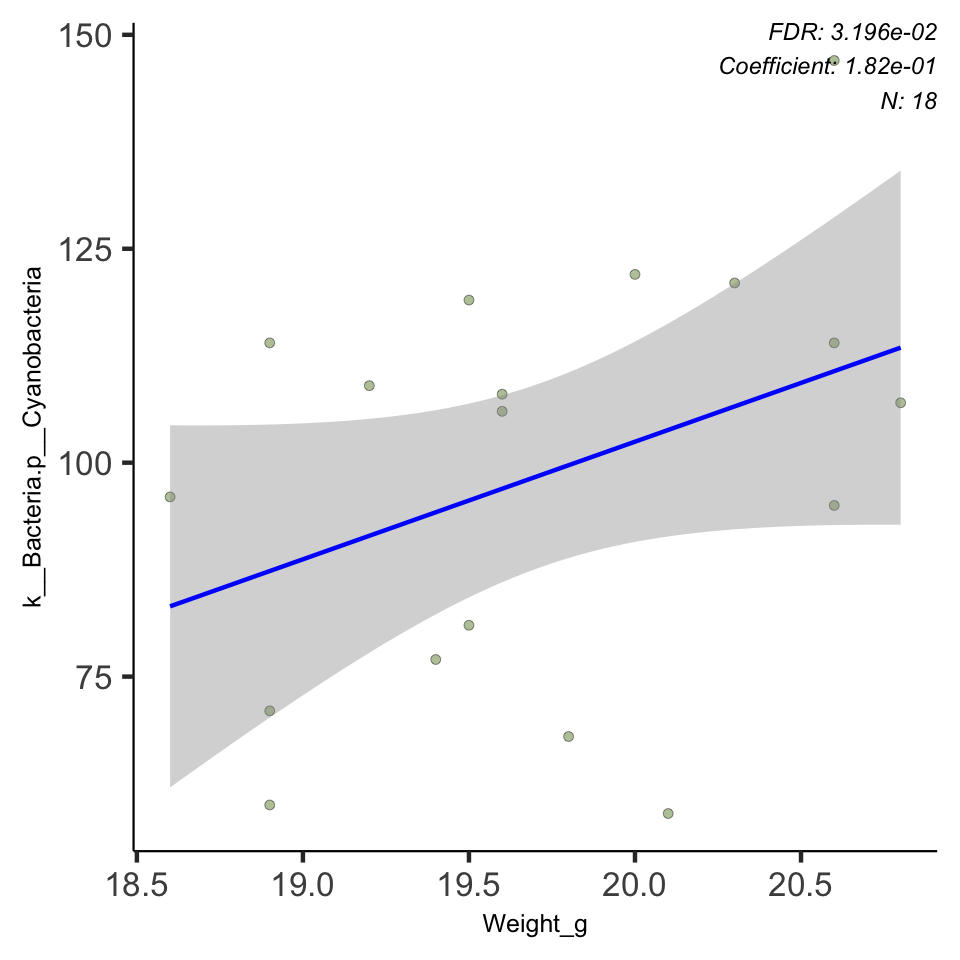 FDR: 3.196e-02
Coefficient: 1.82e-01
N: 18
150
125
100
75
k__Bacteria.p__Cyanobacteria
18.5 19.0 19.5 20.0 20.5
Weight_g